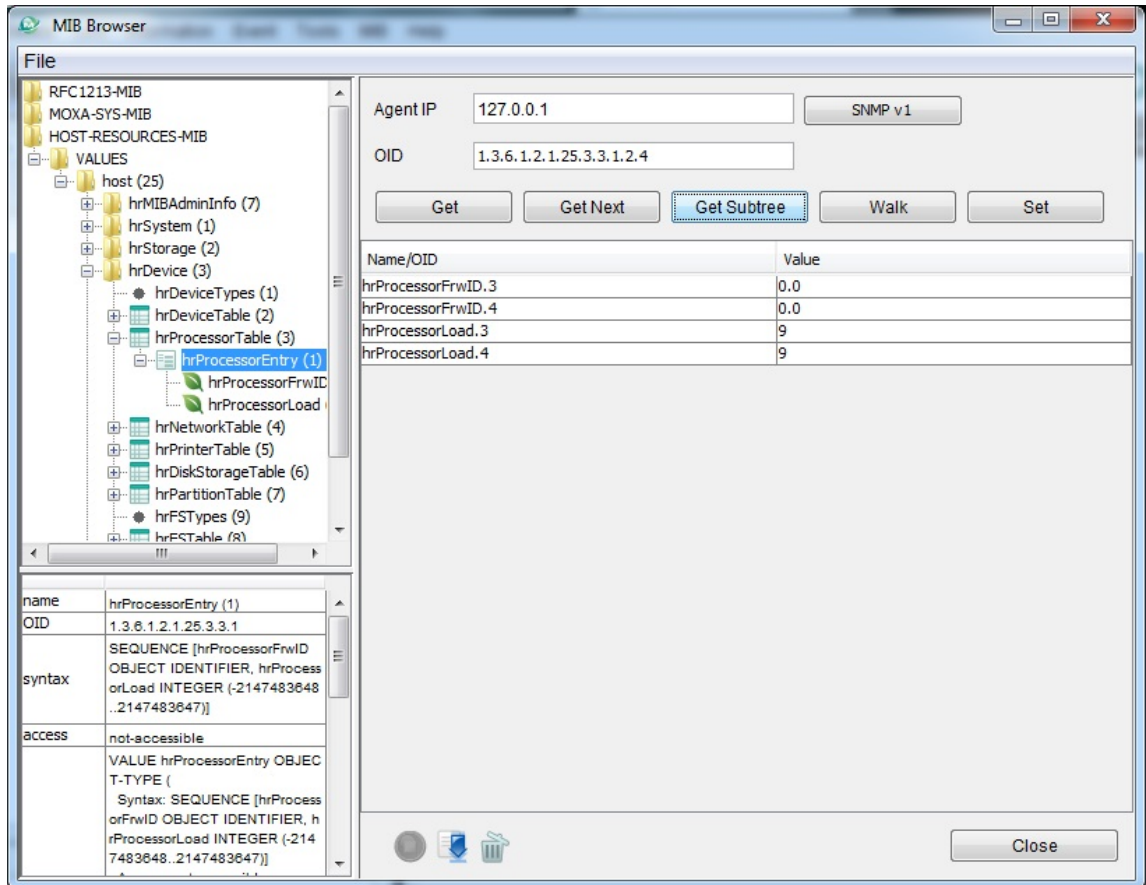 MIB Browser
Event Tools MIB Help
File
RFC1213-MIB
MOXA-SYS-MIB
HOST-RESOURCES-MIB
VALUES
host (25)
hrMIBAdminInfo (7)
hrSystem (1)
hrStorage (2)
hrDevice (3)
hrDeviceTypes (1)
hrDeviceTable (2)
hrProcessorTable (3)
hrProcessorEntry (1)
hrProcessorFrwID
hrProcessorLoad
hrNetworkTable (4)
hrPrinterTable (5)
hrDiskStorageTable (6)
hrPartitionTable (7)
hrFSTypes (9)
hrFSTable (8)
name hrProcessorEntry (1)
OID 1.3.6.1.2.1.25.3.3.1
syntax
SEQUENCE [hrProcessorFrwID
OBJECT IDENTIFIER, hrProcess
orLoad INTEGER (-2147483648
..2147483647)]
access not-accessible
VALUE hrProcessorEntry OBJEC
T-TYPE (
Syntax: SEQUENCE [hrProcess
orFrwID OBJECT IDENTIFIER, h
rProcessorLoad INTEGER (-214
7483648..2147483647)]
Agent IP 127.0.0.1 SNMP v1
OID 1.3.6.1.2.1.25.3.3.1.2.4
Get Get Next Get Subtree Walk Set
Name/OID Value
hrProcessorFrwID.3 0.0
hrProcessorFrwID.4 0.0
hrProcessorLoad.3 9
hrProcessorLoad.4 9
Close